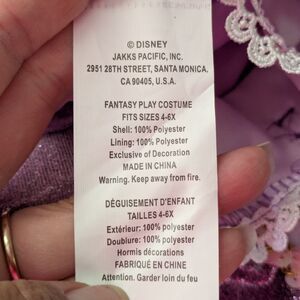 © DISNEY
JAKKS PACIFIC, INC.
2951 28TH STREET, SANTA MONICA,
CA 90405, U.S.A.
FANTASY PLAY COSTUME
FITS SIZES 4-6X
Shell: 100% Polyester
Lining: 100% Polyester
Exclusive of Decoration
MADE IN CHINA
Warning. Keep away from fire.
DÉGUISEMENT D'ENFANT
TAILLES 4-6X
Extérieur: 100% Polyester
Doublure: 100% Polyester
Hormis décorations
FABRIQUÉ EN CHINE
Attention. Garder loin du feu